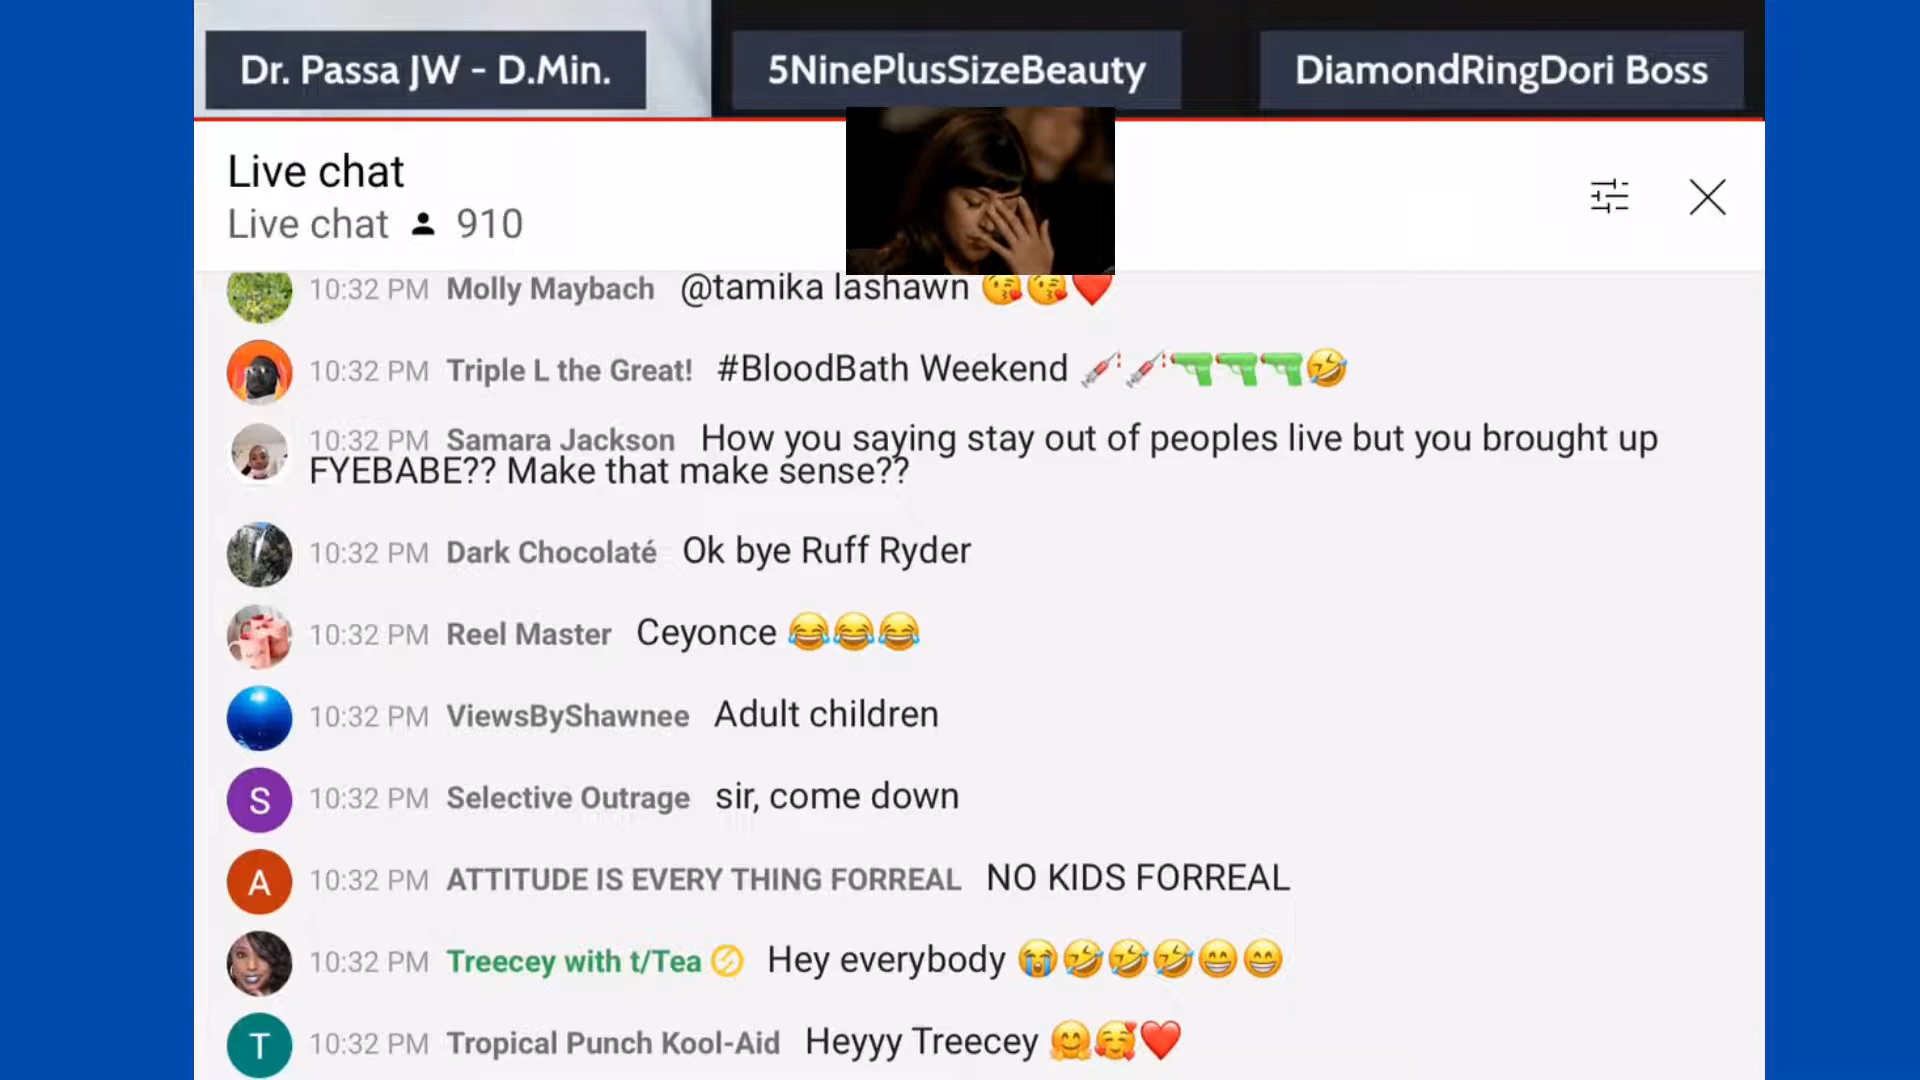 Dr. Passa JW - D.Min.
5NinePlusSizeBeauty
DiamondRingDori Boss
Live chat
Live chat 910
10:32 PM Molly Maybach @tamika lashawn 😘😘❤️
10:32 PM Triple L the Great! #BloodBath Weekend 💉💉🔫🔫🔫🤣
10:32 PM Samara Jackson How you saying stay out of peoples live but you brought up
FYEBABE?? Make that make sense??
10:32 PM Dark Chocolaté Ok bye Ruff Ryder
10:32 PM Reel Master Ceyonce 😂😂😂
10:32 PM ViewsByShawnee Adult children
S 10:32 PM Selective Outrage sir, come down
A 10:32 PM ATTITUDE IS EVERY THING FORREAL NO KIDS FORREAL
10:32 PM Treecey with t/Tea Hey everybody 😭🤣🤣🤣😁😁
T 10:32 PM Tropical Punch Kool-Aid Heyyy Treecey 🤗🥰❤️